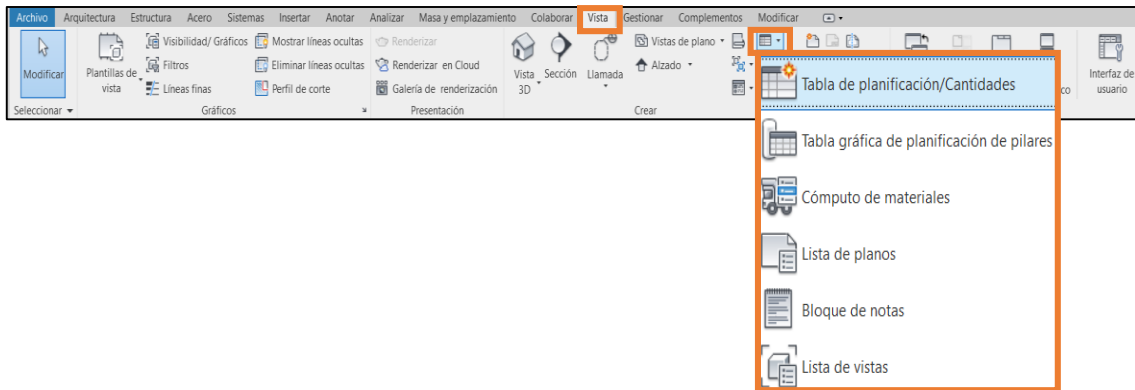 Archivo Arquitectura Estructura Acero Sistemas Insertar Anotar Analizar Masa y emplazamiento Colaborar Vista Gestionar Complementos Modificar
Modificar
Plantillas de vista
Visibilidad/ Gráficos
Filtros
Líneas finas
Mostrar líneas ocultas
Eliminar líneas ocultas
Perfil de corte
Renderizar
Renderizar en Cloud
Galería de renderización
Vista 3D
Sección
Llamada
Vistas de plano
Alzado
co
Interfaz de usuario
Seleccionar Gráficos Presentación Crear
Tabla de planificación/Cantidades
Tabla gráfica de planificación de pilares
Cómputo de materiales
Lista de planos
Bloque de notas
Lista de vistas